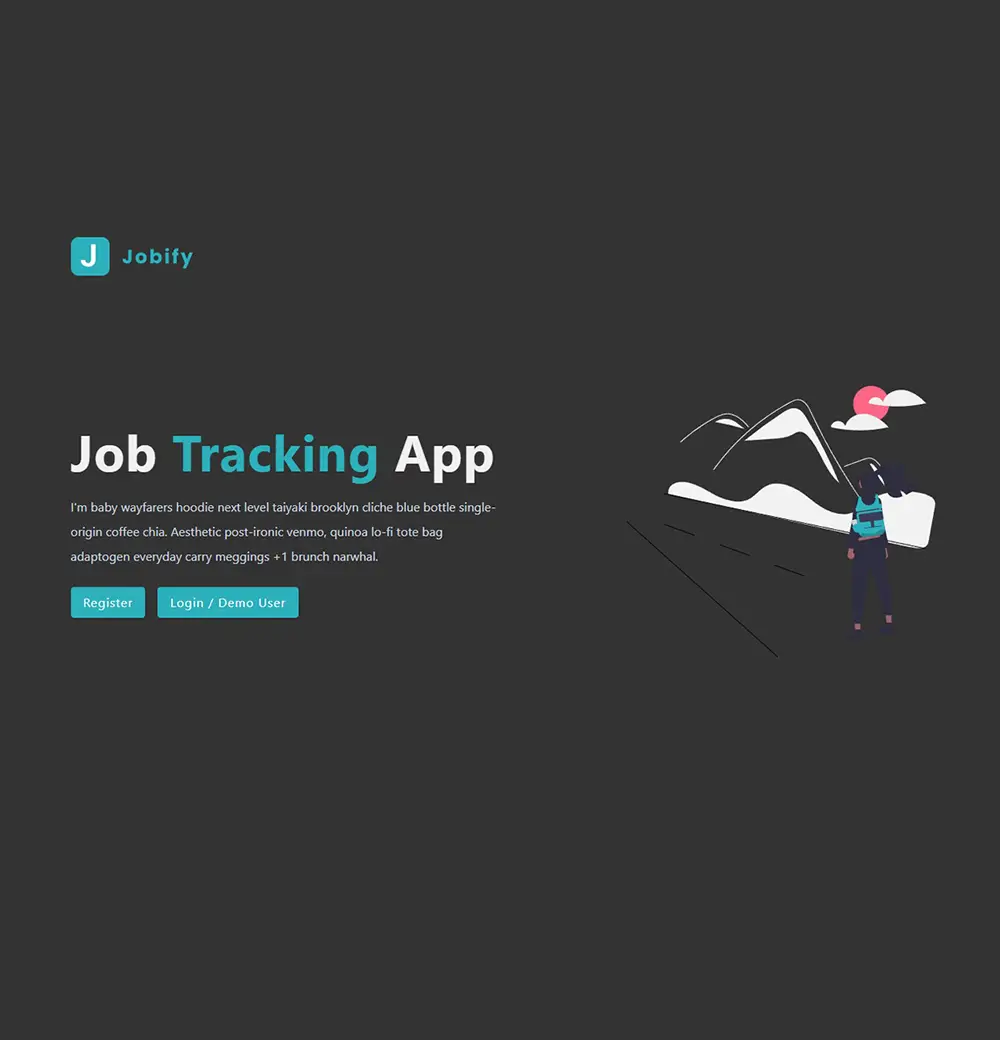 J Jobify
Job Tracking App
I'm baby wayfarers hoodie next level taiyaki brooklyn cliche blue bottle single-
origin coffee chia. Aesthetic post-ironic venmo, quinoa lo-fi tote bag
adaptogen everyday carry meggings +1 brunch narwhal.
Register Login / Demo User